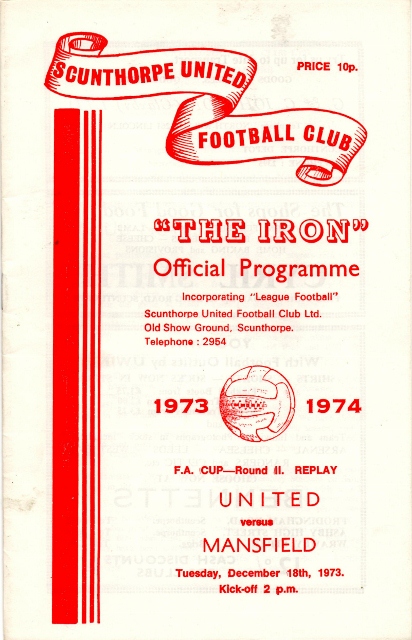 SCUNTHORPE UNITED
PRICE 10p.
FOOTBALL CLUB
"THE IRON"
Official Programme
Incorporating "League Football"
Scunthorpe United Football Club Ltd.
Old Show Ground, Scunthorpe.
Telephone : 2954
1973 1974
F.A. CUP—Round II. REPLAY
UNITED
versus
MANSFIELD
Tuesday, December 18th, 1973.
Kick-off 2 p.m.